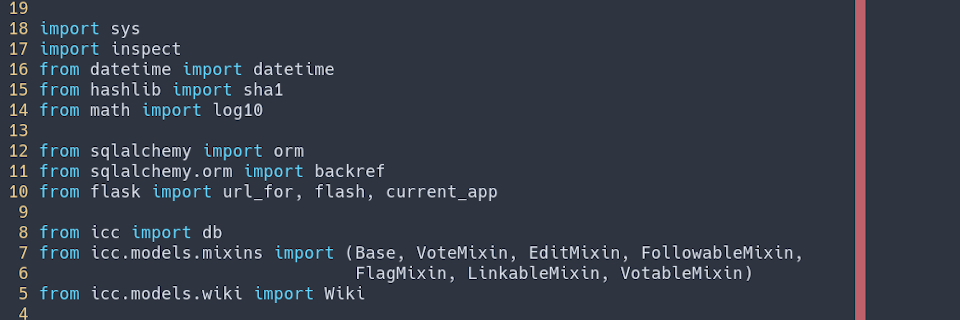 19
18 import sys
17 import inspect
16 from datetime import datetime
15 from hashlib import sha1
14 from math import log10
13
12 from sqlalchemy import orm
11 from sqlalchemy.orm import backref
10 from flask import url_for, flash, current_app
9
8 from icc import db
7 from icc.models.mixins import (Base, VoteMixin, EditMixin, FollowableMixin,
6 FlagMixin, LinkableMixin, VotableMixin)
5 from icc.models.wiki import Wiki
4